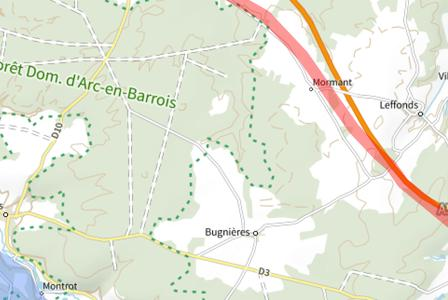 orêt Dom. d'Arc-en-Barrois
Mormant
Leffonds
D10
Bugnières
D3
Montrot